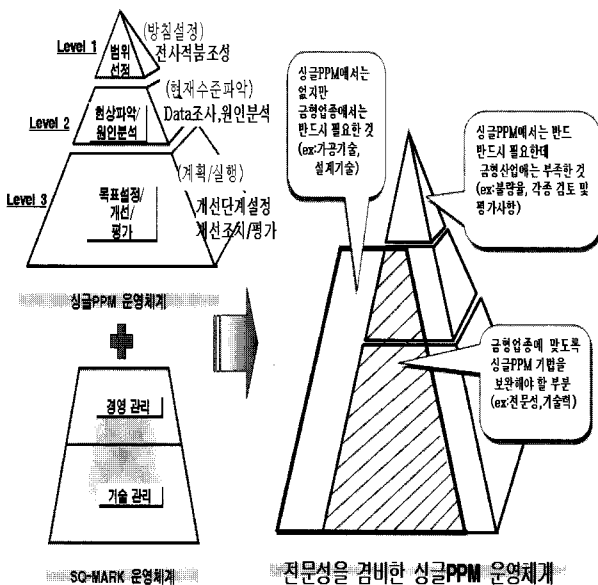 Level 1
범위
선정
(방침설정)
전사적붐조성
Level 2
현상파악/
원인분석
(현재수준파악)
Data조사,원인분석
Level 3
목표설정/
개선/
평가
(계획/실행)
개선단계설정
개선조치/평가
싱글PPM 운영체계
경영 관리
기술 관리
SQ-MARK 운영체계
싱글PPM에서는
없지만
금형업종에서는
반드시 필요한 것
(ex:가공기술,
설계기술)
싱글PPM에서는 반드
반드시 필요한데
금형산업에는 부족한 것
(ex:불량율, 각종 검토 및
평가사항)
금형업종에 맞도록
싱글PPM 기법을
보완해야 할 부분
(ex:전문성,기술력)
전문성을 겸비한 싱글PPM 운영체계